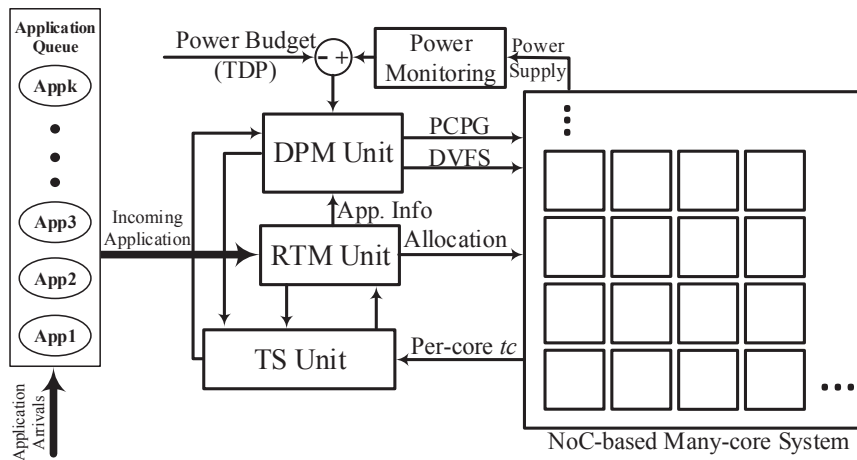 Application
Queue
Appk
App3
App2
App1
Application
Arrivals
Incoming
Application
Power Budget
(TDP)
- +
Power
Monitoring
Power
Supply
DPM Unit
PCPG
DVFS
App. Info
RTM Unit
Allocation
TS Unit
Per-core tc
NoC-based Many-core System